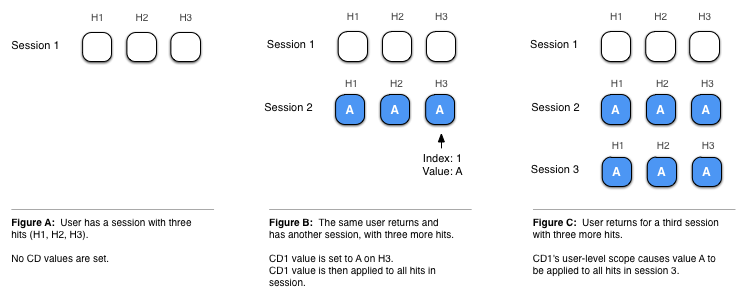 H1 H2 H3
Session 1
Figure A: User has a session with three
hits (H1, H2, H3).
No CD values are set.
H1 H2 H3
Session 1
H1 H2 H3
Session 2 A A A
Index: 1
Value: A
Figure B: The same user returns and
has another session, with three more hits.
CD1 value is set to A on H3.
CD1 value is then applied to all hits in
session.
H1 H2 H3
Session 1
H1 H2 H3
Session 2 A A A
H1 H2 H3
Session 3 A A A
Figure C: User returns for a third session
with three more hits.
CD1's user-level scope causes value A to
be applied to all hits in session 3.